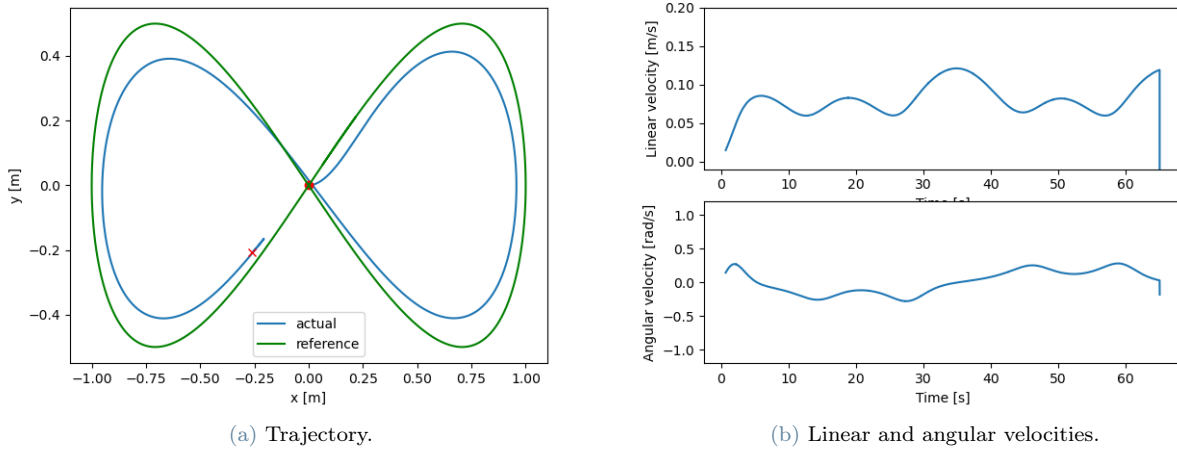 y [m]
0.4
0.2
0.0
−0.2
−0.4
actual
reference
−1.00 −0.75 −0.50 −0.25 0.00 0.25 0.50 0.75 1.00
x [m]
(a) Trajectory.
Linear velocity [m/s]
0.20
0.15
0.10
0.05
0.00
0 10 20 30 40 50 60
Time [s]
Angular velocity [rad/s]
1.0
0.5
0.0
−0.5
−1.0
0 10 20 30 40 50 60
Time [s]
(b) Linear and angular velocities.